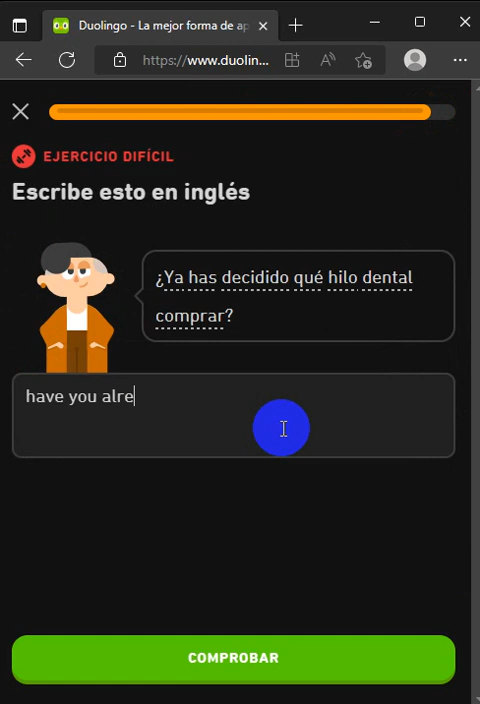 Duolingo - La mejor forma de ap
https://www.duolin...
EJERCICIO DIFÍCIL
Escribe esto en inglés
¿Ya has decidido qué hilo dental
comprar?
have you alre
COMPROBAR